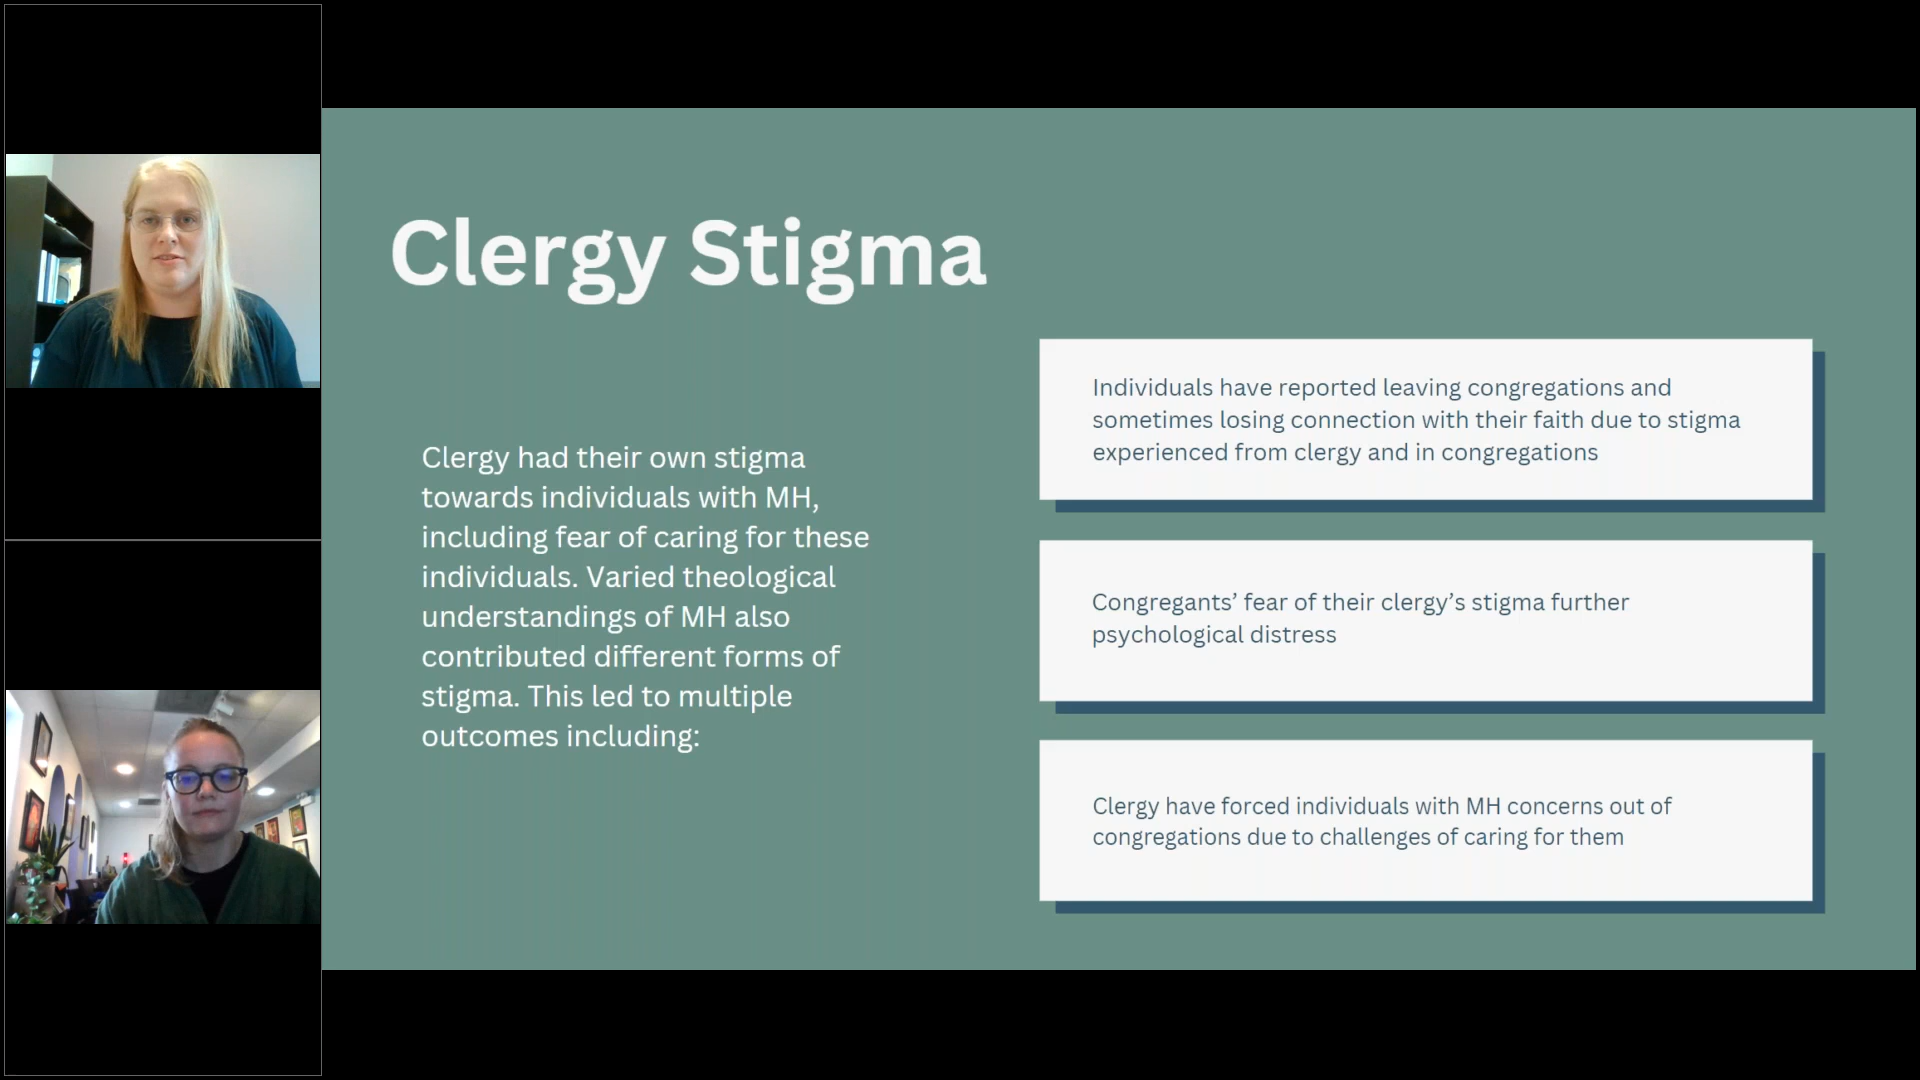 Clergy Stigma
Clergy had their own stigma
towards individuals with MH,
including fear of caring for these
individuals. Varied theological
understandings of MH also
contributed different forms of
stigma. This led to multiple
outcomes including:
Individuals have reported leaving congregations and
sometimes losing connection with their faith due to stigma
experienced from clergy and in congregations
Congregants’ fear of their clergy’s stigma further
psychological distress
Clergy have forced individuals with MH concerns out of
congregations due to challenges of caring for them